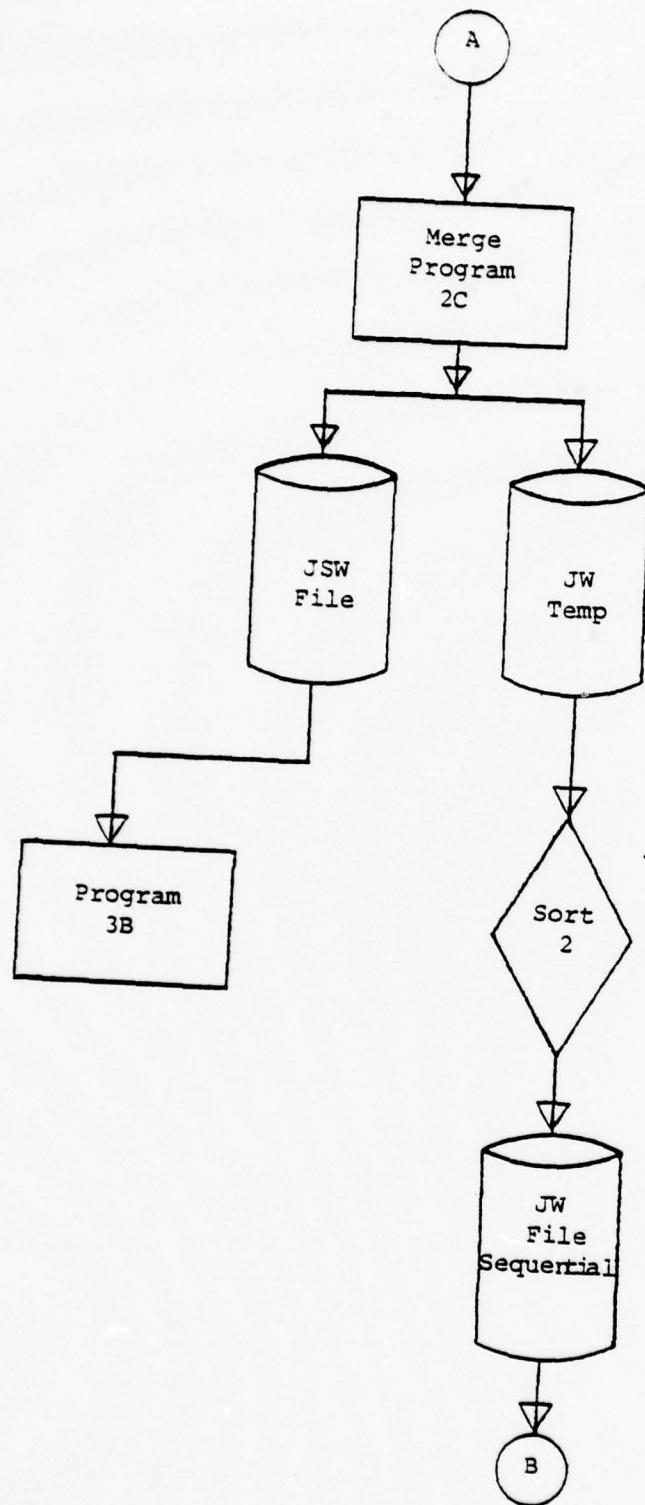 A
Merge
Program
2C
JSW
File
JW
Temp
Program
3B
Sort
2
JW
File
Sequential
B